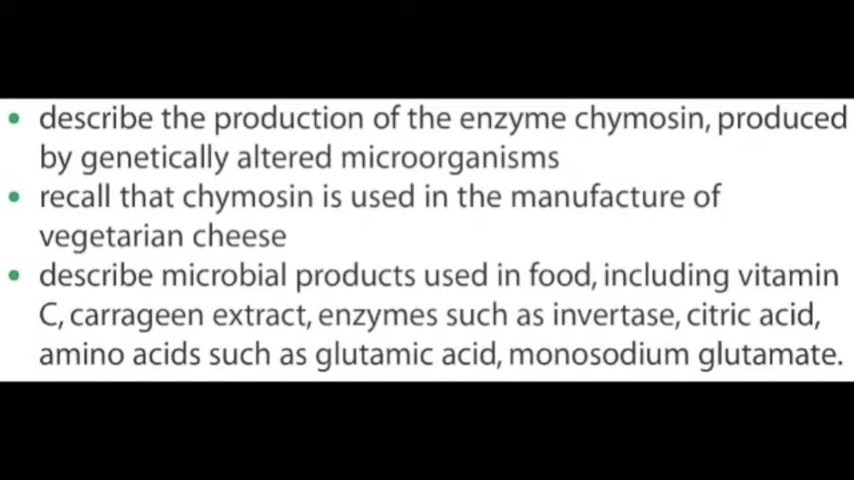 • describe the production of the enzyme chymosin, produced
by genetically altered microorganisms
• recall that chymosin is used in the manufacture of
vegetarian cheese
• describe microbial products used in food, including vitamin
C, carrageen extract, enzymes such as invertase, citric acid,
amino acids such as glutamic acid, monosodium glutamate.